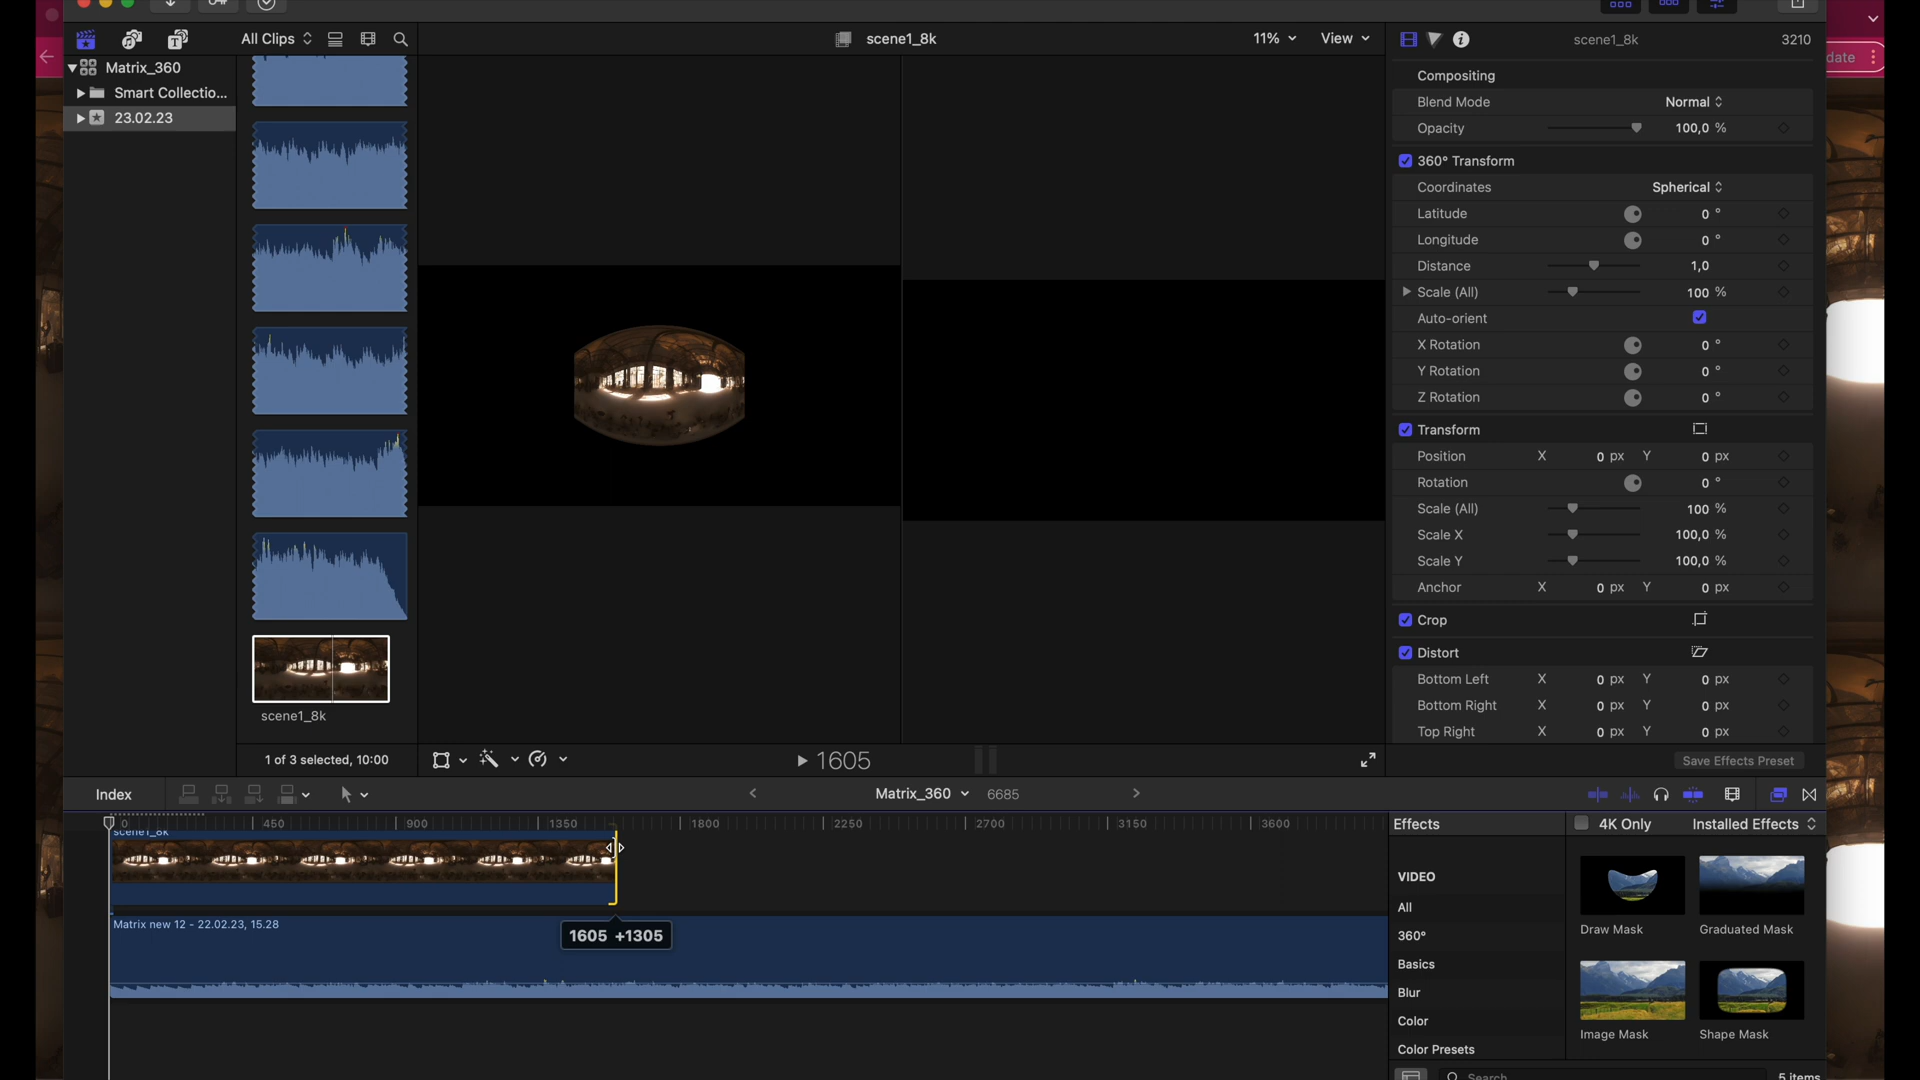 All Clips
scene1_8k
11%
View
scene1_8k
3210
date
Matrix_360
Smart Collectio...
23.02.23
Compositing
Blend Mode
Normal
Opacity
100,0 %
360° Transform
Coordinates
Spherical
Latitude
0 °
Longitude
0 °
Distance
1,0
Scale (All)
100 %
Auto-orient
X Rotation
0 °
Y Rotation
0 °
Z Rotation
0 °
Transform
Position
X 0 px Y 0 px
Rotation
0 °
Scale (All)
100 %
Scale X
100,0 %
Scale Y
100,0 %
Anchor
X 0 px Y 0 px
Crop
Distort
Bottom Left
X 0 px Y 0 px
Bottom Right
X 0 px Y 0 px
Top Right
X 0 px Y 0 px
Save Effects Preset
scene1_8k
1 of 3 selected, 10:00
1605
Index
Matrix_360
6685
0 450 900 1350 1800 2250 2700 3150 3600
scene1_8k
Matrix new 12 - 22.02.23, 15.28
1605 +1305
Effects
4K Only
Installed Effects
VIDEO
All
360°
Basics
Blur
Color
Color Presets
Draw Mask
Graduated Mask
Image Mask
Shape Mask
Search
5 items